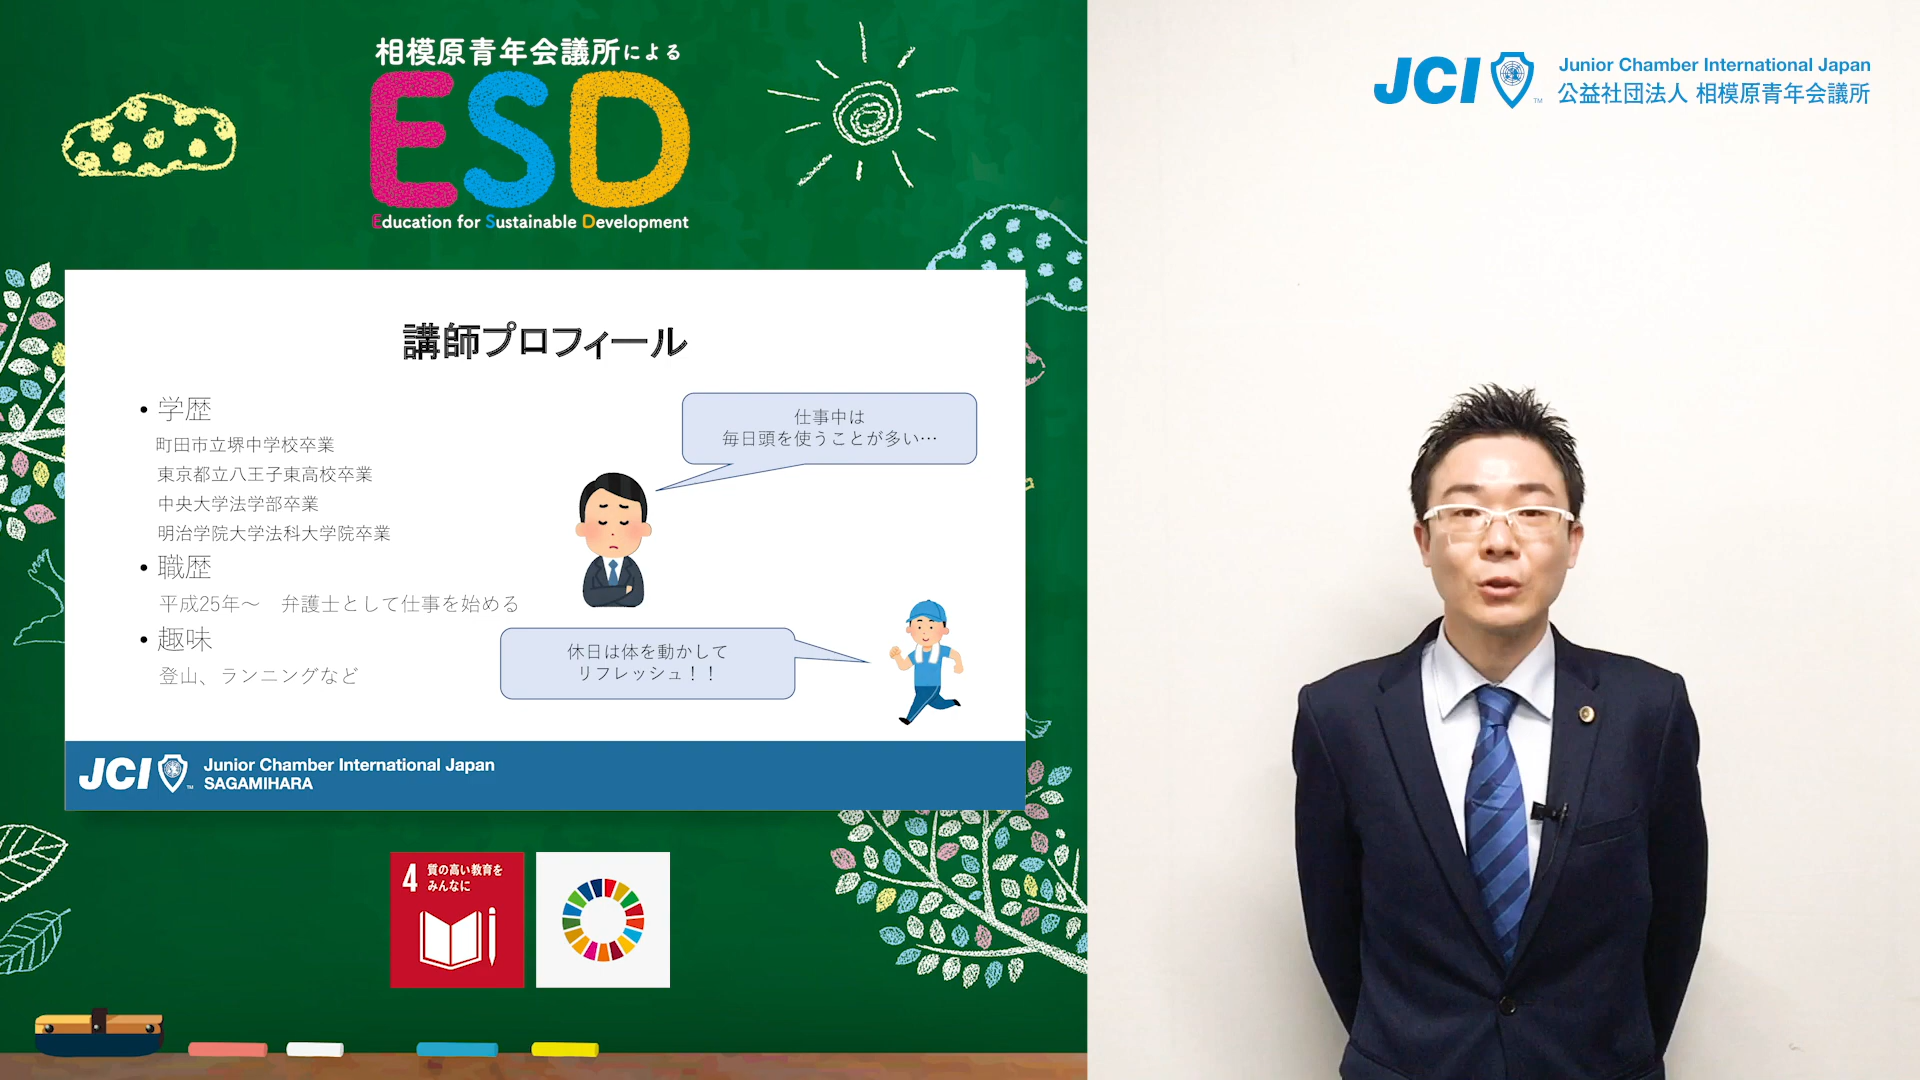 相模原青年会議所による
ESD
Education for Sustainable Development
講師プロフィール
• 学歴
町田市立堺中学校卒業
東京都立八王子東高校卒業
中央大学法学部卒業
明治学院大学法科大学院卒業
• 職歴
平成25年～　弁護士として仕事を始める
• 趣味
登山、ランニングなど
仕事中は
毎日頭を使うことが多い…
休日は体を動かして
リフレッシュ！！
JCI TM Junior Chamber International Japan
SAGAMIHARA
4 質の高い教育を
みんなに
JCI TM Junior Chamber International Japan
公益社団法人 相模原青年会議所